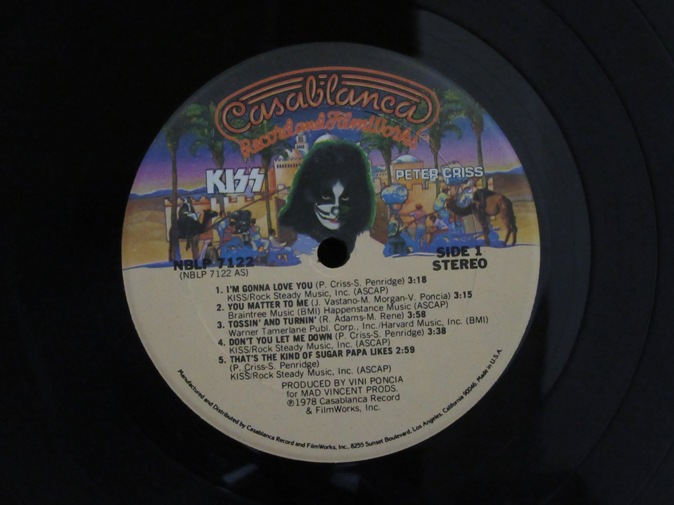 Casablanca
Record and FilmWorks
KISS
PETER CRISS
NBLP 7122
(NBLP 7122 AS)
SIDE 1
STEREO
1. I'M GONNA LOVE YOU (P. Criss-S. Penridge) 3:18
KISS/Rock Steady Music, Inc. (ASCAP)
2. YOU MATTER TO ME (J. Vastano-M. Morgan-V. Poncia) 3:15
Braintree Music (BMI) Happenstance Music (ASCAP)
3. TOSSIN' AND TURNIN' (R. Adams-M. Rene) 3:58
Warner Tamerlane Publ. Corp., Inc./Harvard Music, Inc. (BMI)
4. DON'T YOU LET ME DOWN (P. Criss-S. Penridge) 3:38
KISS/Rock Steady Music, Inc. (ASCAP)
5. THAT'S THE KIND OF SUGAR PAPA LIKES 2:59
(P. Criss-S. Penridge)
KISS/Rock Steady Music, Inc. (ASCAP)
PRODUCED BY VINI PONCIA
for MAD VINCENT PRODS.
℗1978 Casablanca Record
& FilmWorks, Inc.
Manufactured and Distributed by Casablanca Record and FilmWorks, Inc., 8255 Sunset Boulevard, Los Angeles, California 90046. Made in U.S.A.